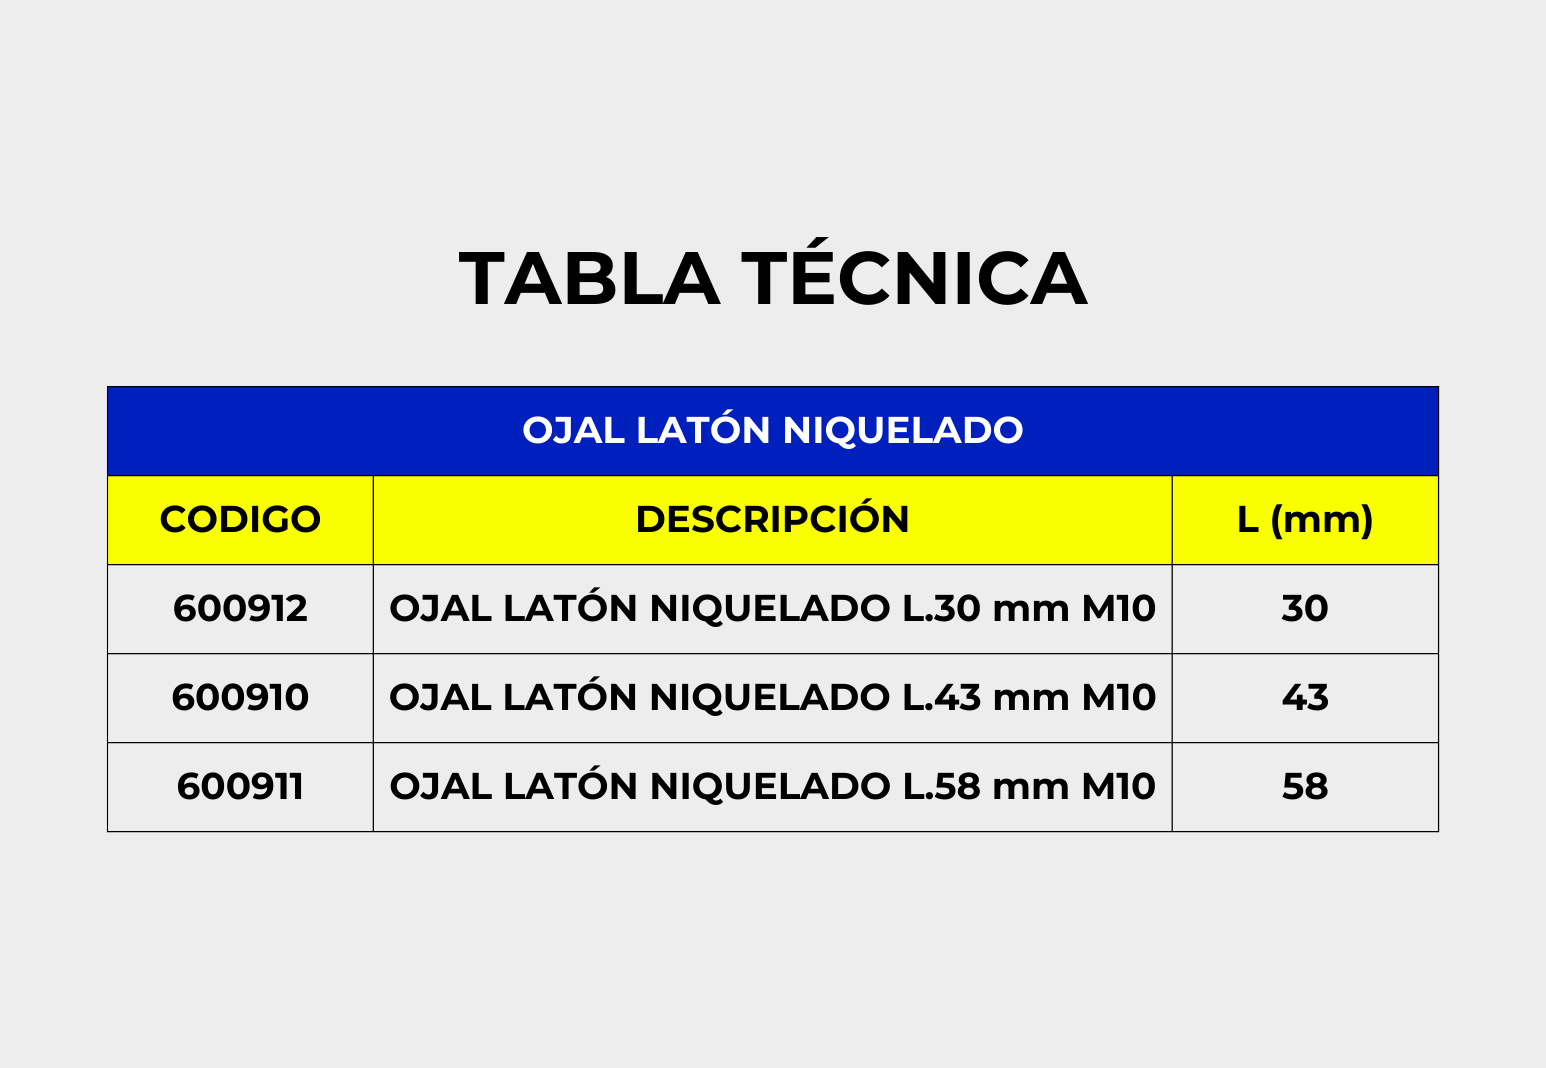 TABLA TÉCNICA
OJAL LATÓN NIQUELADO
CODIGO DESCRIPCIÓN L (mm)
600912 OJAL LATÓN NIQUELADO L.30 mm M10 30
600910 OJAL LATÓN NIQUELADO L.43 mm M10 43
600911 OJAL LATÓN NIQUELADO L.58 mm M10 58